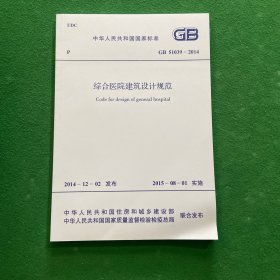 UDC
中华人民共和国国家标准
GB
P
GB 51039-2014
综合医院建筑设计规范
Code for design of general hospital
2014-12-02 发布
2015-08-01 实施
中华人民共和国住房和城乡建设部
中华人民共和国国家质量监督检验检疫总局
联合发布